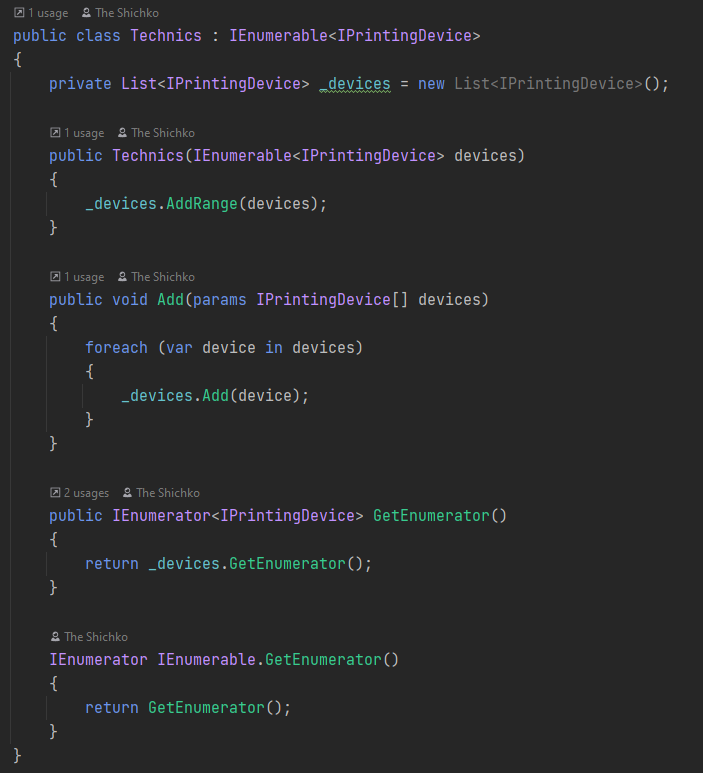 1 usage The Shichko
public class Technics : IEnumerable<IPrintingDevice>
{
    private List<IPrintingDevice> _devices = new List<IPrintingDevice>();
    1 usage The Shichko
    public Technics(IEnumerable<IPrintingDevice> devices)
    {
        _devices.AddRange(devices);
    }
    1 usage The Shichko
    public void Add(params IPrintingDevice[] devices)
    {
        foreach (var device in devices)
        {
            _devices.Add(device);
        }
    }
    2 usages The Shichko
    public IEnumerator<IPrintingDevice> GetEnumerator()
    {
        return _devices.GetEnumerator();
    }
    The Shichko
    IEnumerator IEnumerable.GetEnumerator()
    {
        return GetEnumerator();
    }
}